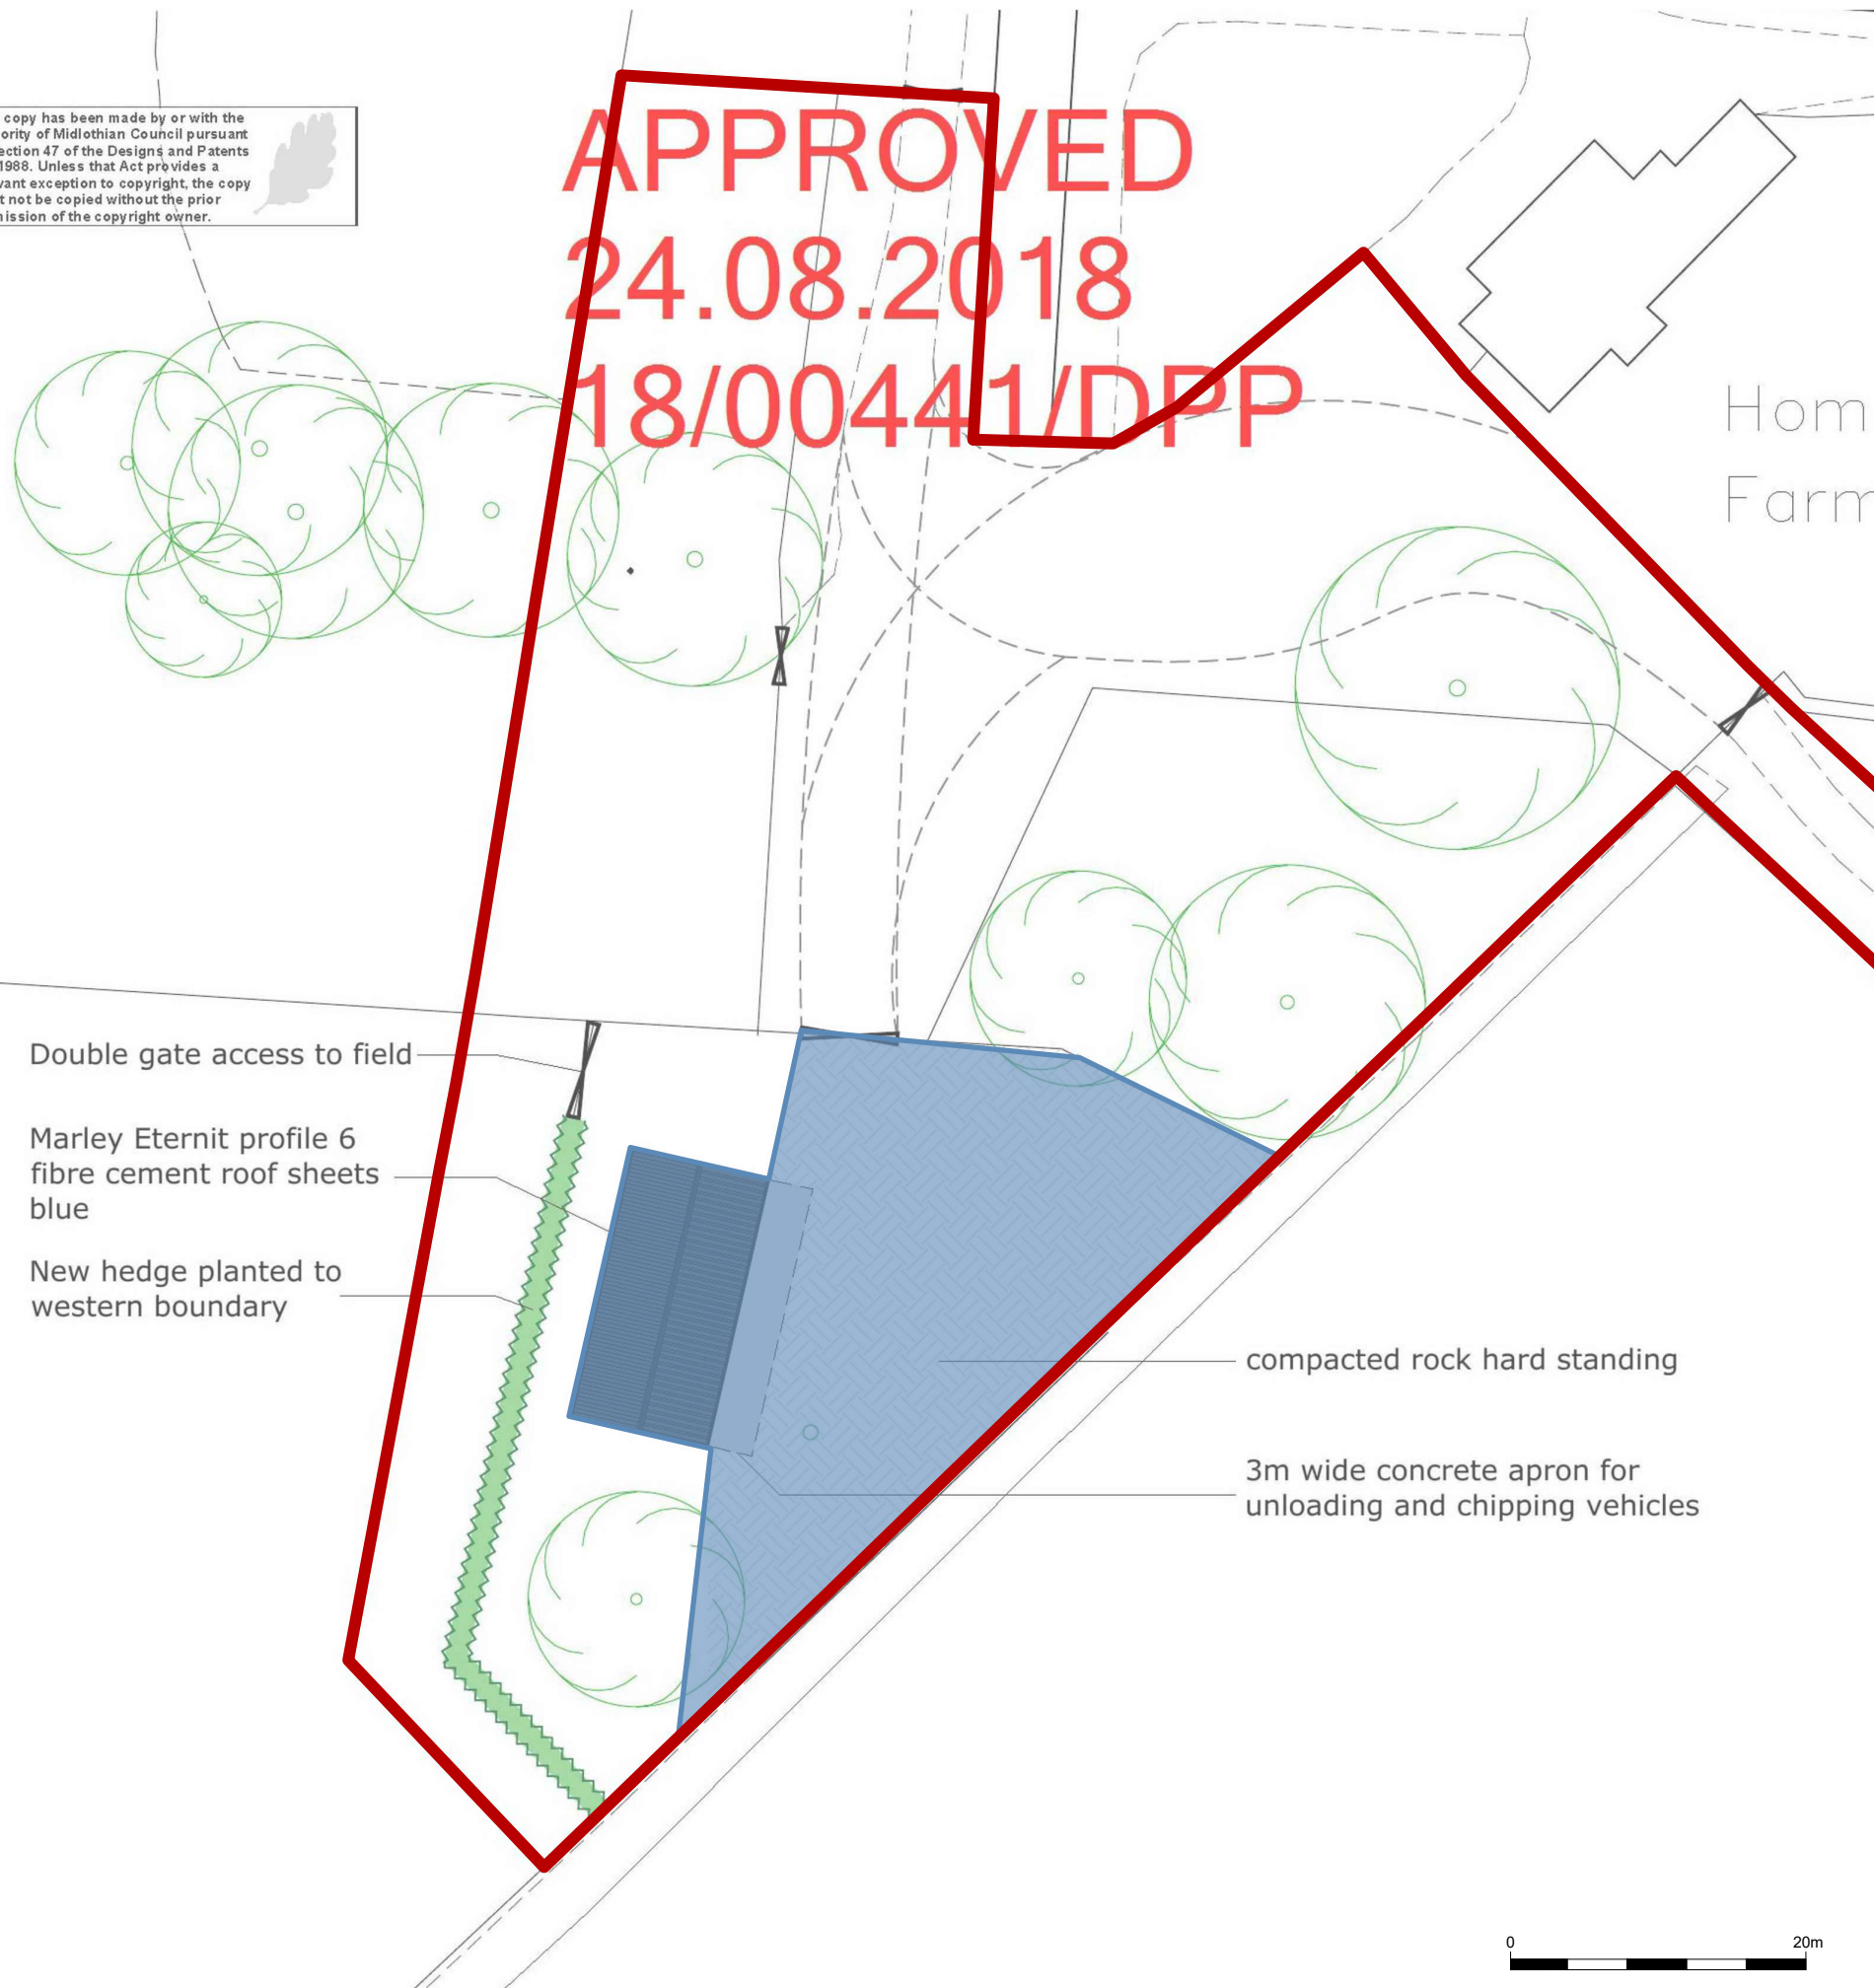 copy has been made by or with the
ority of Midlothian Council pursuant
ection 47 of the Designs and Patents
1988. Unless that Act provides a
vant exception to copyright, the copy
t not be copied without the prior
ission of the copyright owner.
APPROVED
24.08.2018
18/00441/DPP
Hom
Farm
Double gate access to field
Marley Eternit profile 6
fibre cement roof sheets
blue
New hedge planted to
western boundary
compacted rock hard standing
3m wide concrete apron for
unloading and chipping vehicles
0 20m